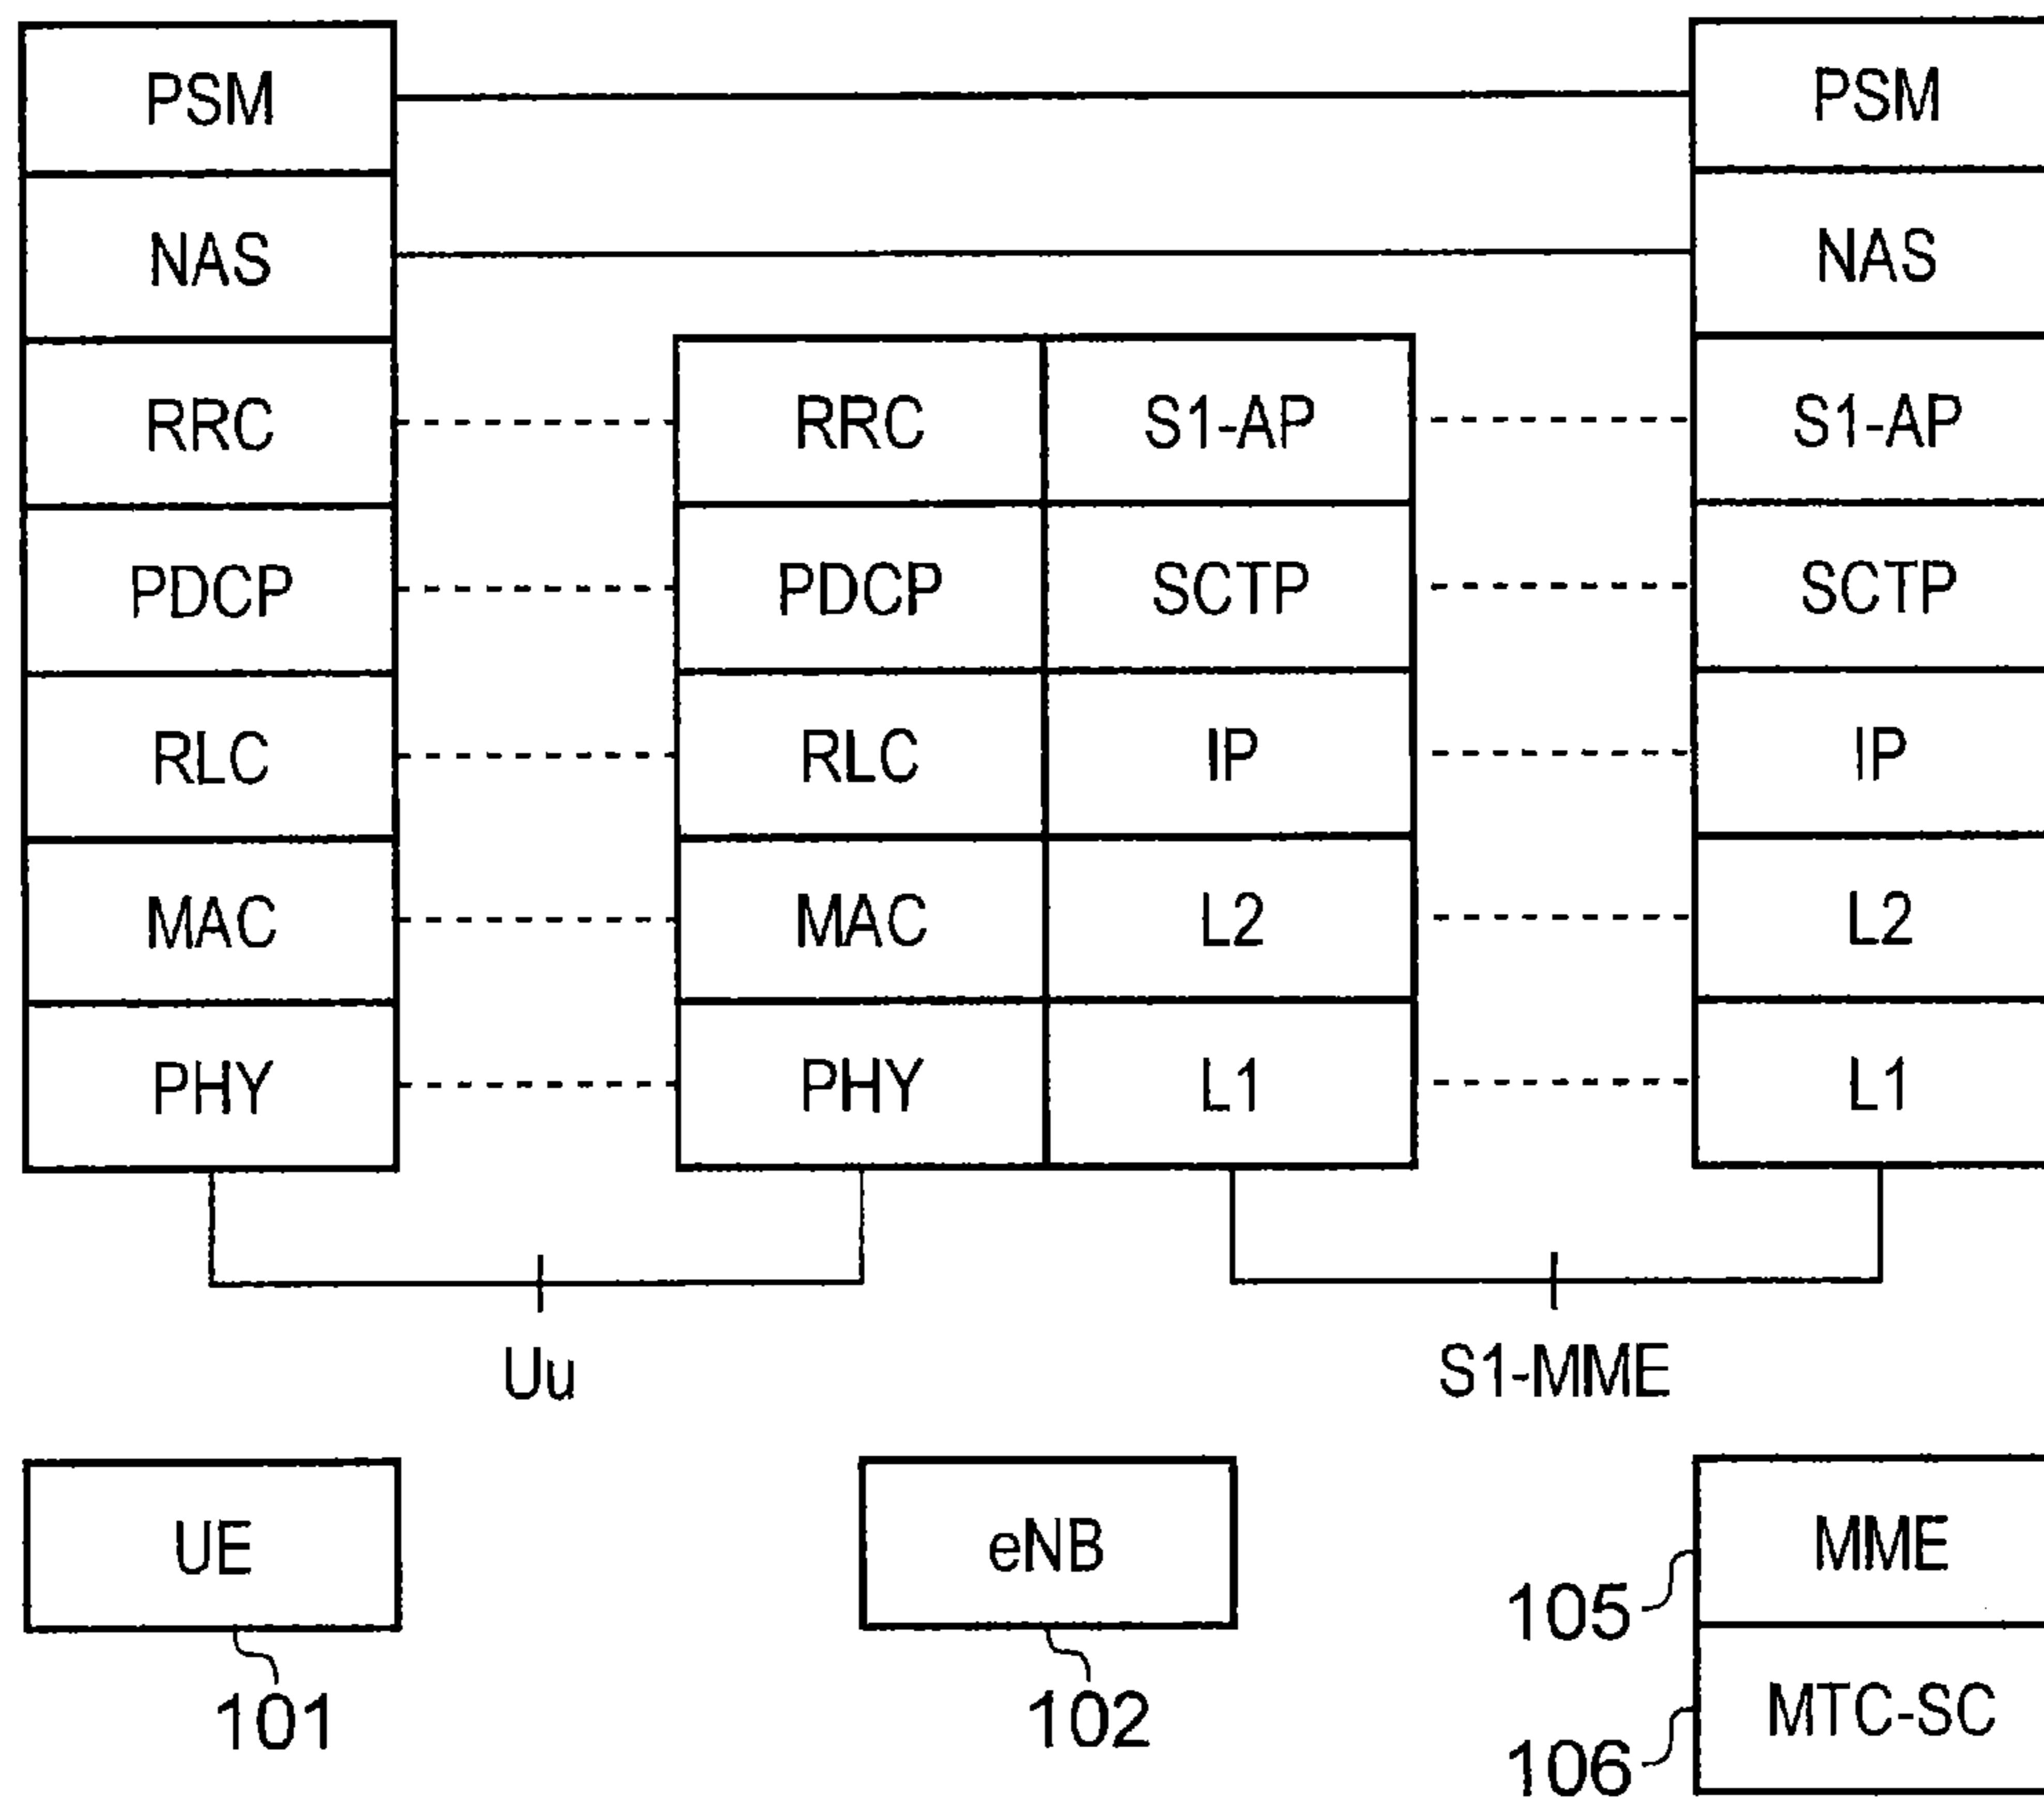 PSM PSM
NAS NAS
RRC RRC S1-AP S1-AP
PDCP PDCP SCTP SCTP
RLC RLC IP IP
MAC MAC L2 L2
PHY PHY L1 L1
Uu S1-MME
UE eNB MME
105
101 102 MTC-SC
106